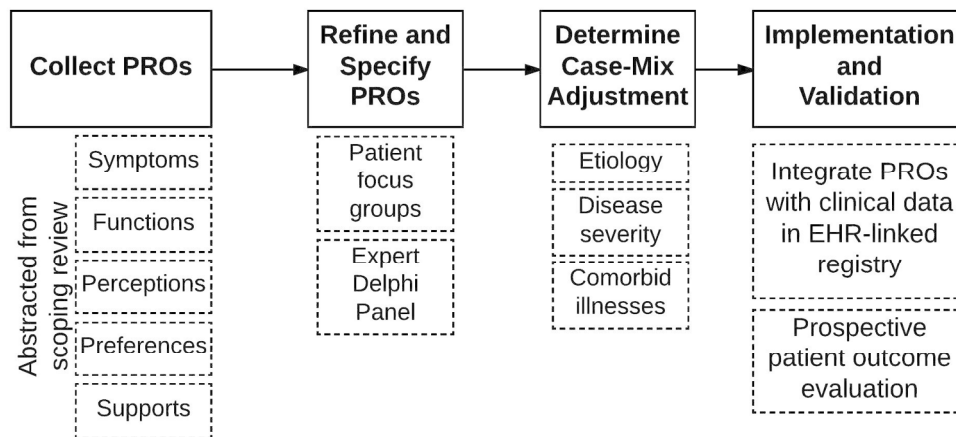 Collect PROs
Refine and
Specify
PROs
Determine
Case-Mix
Adjustment
Implementation
and
Validation
Abstracted from
scoping review
Symptoms
Functions
Perceptions
Preferences
Supports
Patient
focus
groups
Expert
Delphi
Panel
Etiology
Disease
severity
Comorbid
illnesses
Integrate PROs
with clinical data
in EHR-linked
registry
Prospective
patient outcome
evaluation